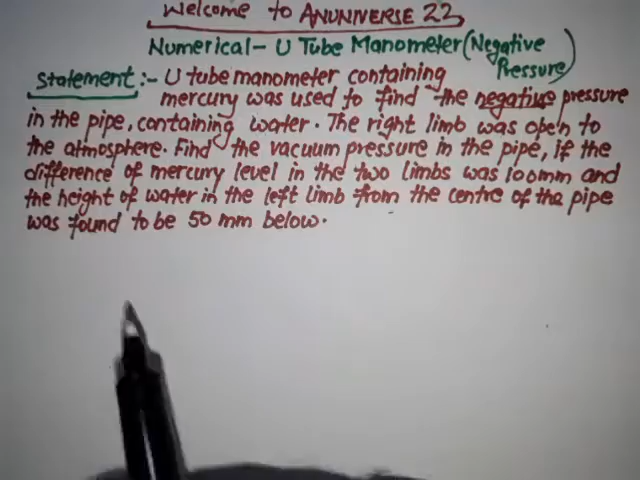 Welcome to ANUNIVERSE 22
Numerical- U Tube Manometer (Negative Pressure)
Statement:- U tube manometer containing
mercury was used to find the negative pressure
in the pipe, containing water. The right limb was open to
the atmosphere. Find the vacuum pressure in the pipe, if the
difference of mercury level in the two limbs was 100mm and
the height of water in the left limb from the centre of the pipe
was found to be 50 mm below.